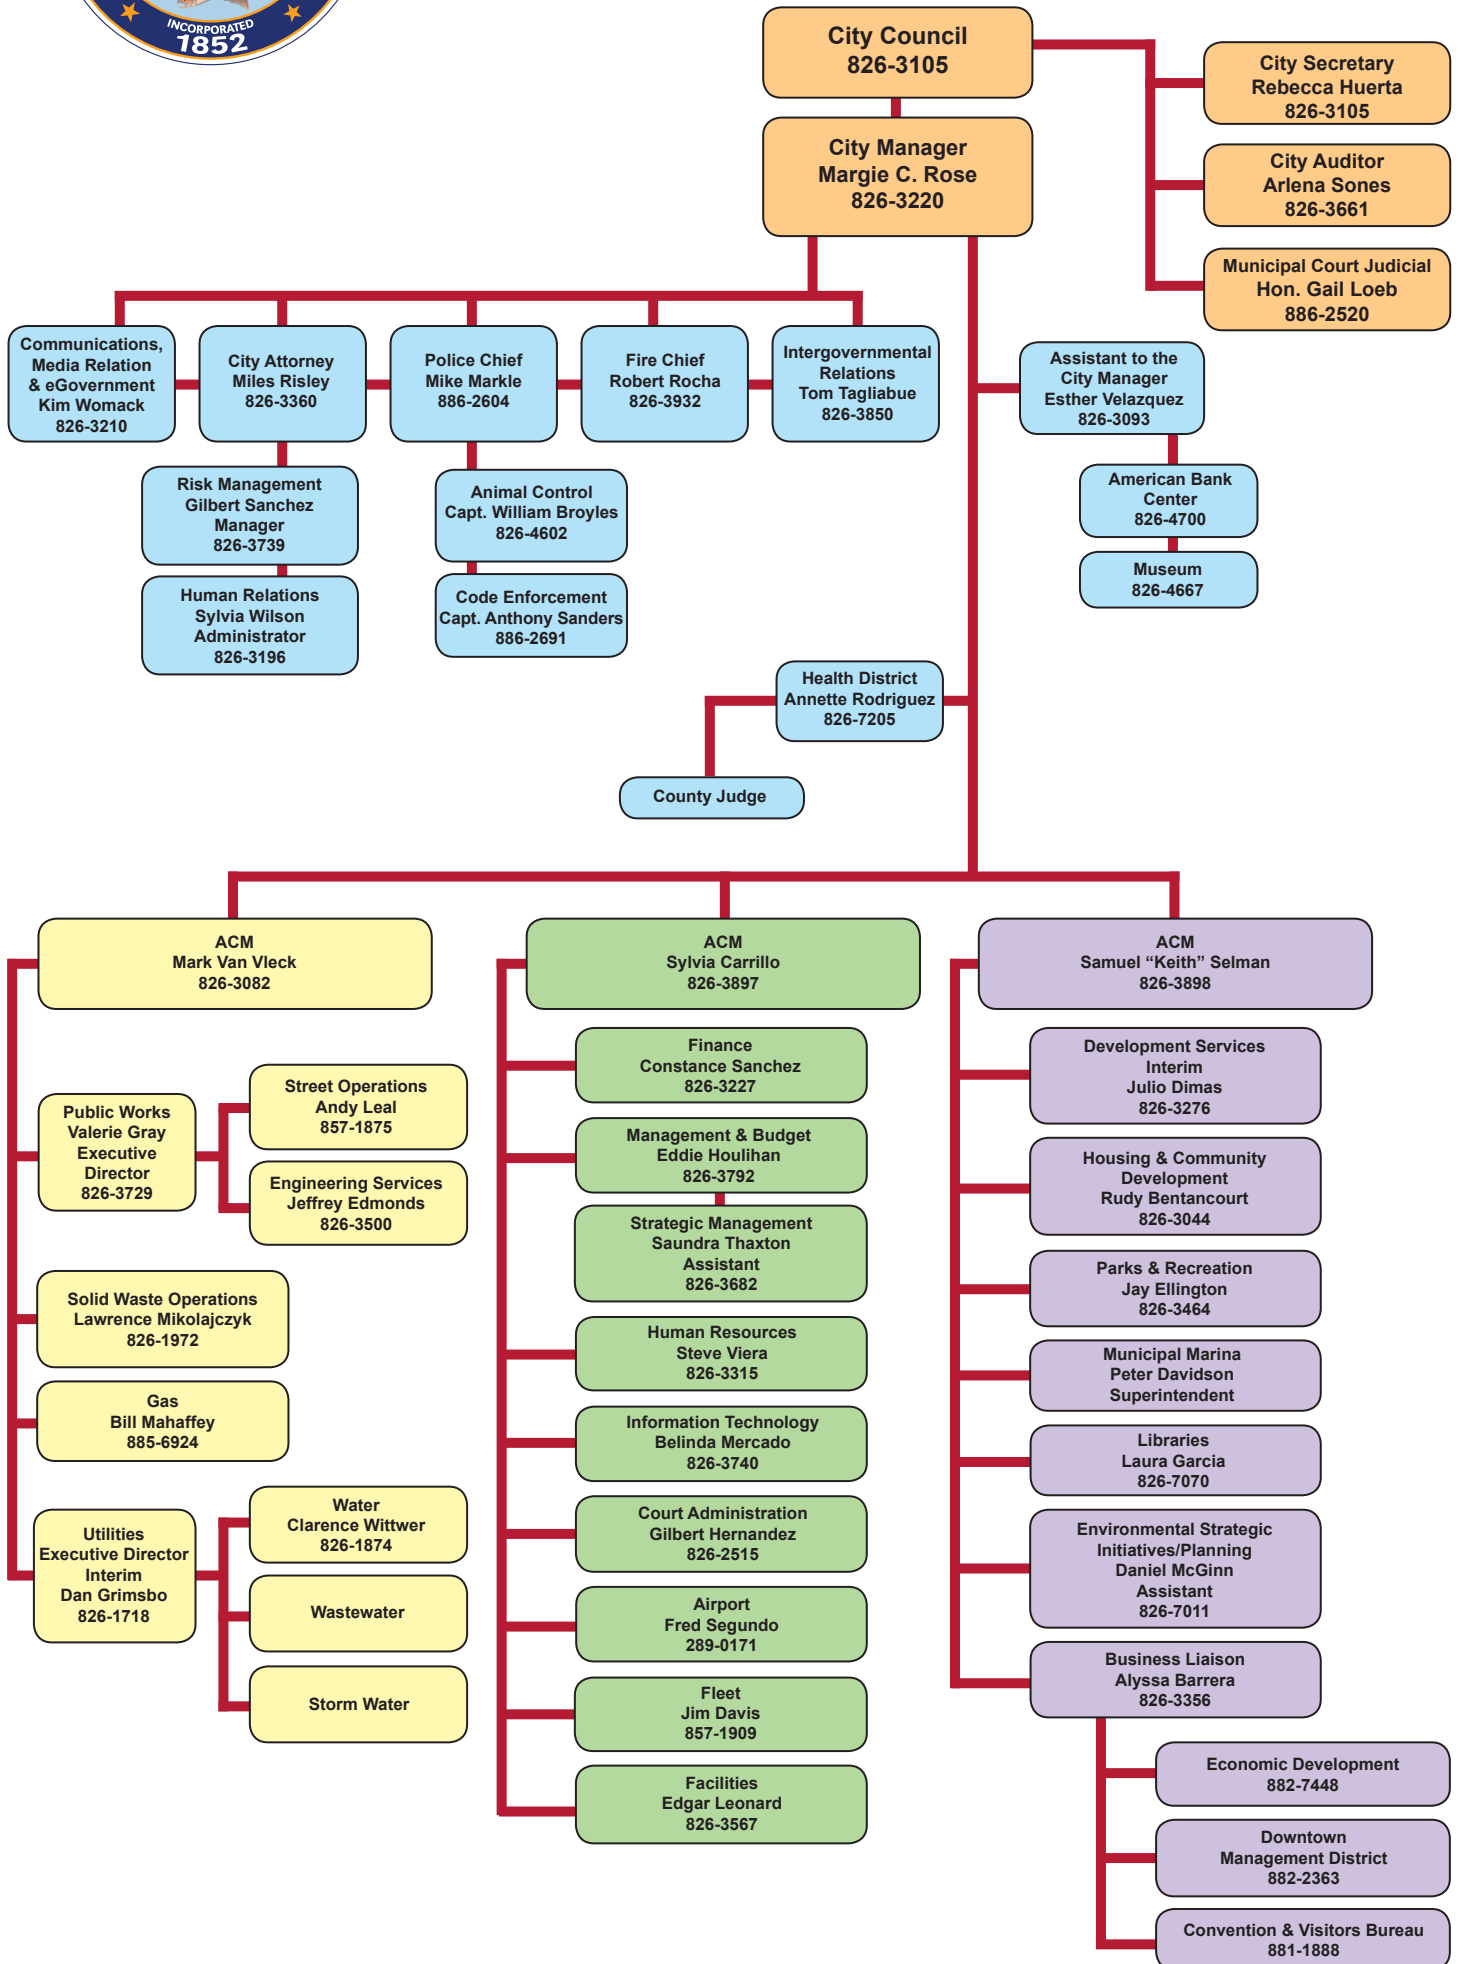 INCORPORATED
1852
City Council
826-3105
City Secretary
Rebecca Huerta
826-3105
City Manager
Margie C. Rose
826-3220
City Auditor
Arlena Sones
826-3661
Municipal Court Judicial
Hon. Gail Loeb
886-2520
Communications,
Media Relation
& eGovernment
Kim Womack
826-3210
City Attorney
Miles Risley
826-3360
Police Chief
Mike Markle
886-2604
Fire Chief
Robert Rocha
826-3932
Intergovernmental
Relations
Tom Tagliabue
826-3850
Assistant to the
City Manager
Esther Velazquez
826-3093
Risk Management
Gilbert Sanchez
Manager
826-3739
Animal Control
Capt. William Broyles
826-4602
American Bank
Center
826-4700
Human Relations
Sylvia Wilson
Administrator
826-3196
Code Enforcement
Capt. Anthony Sanders
886-2691
Museum
826-4667
Health District
Annette Rodriguez
826-7205
County Judge
ACM
Mark Van Vleck
826-3082
Public Works
Valerie Gray
Executive
Director
826-3729
Street Operations
Andy Leal
857-1875
Engineering Services
Jeffrey Edmonds
826-3500
Solid Waste Operations
Lawrence Mikolajczyk
826-1972
Gas
Bill Mahaffey
885-6924
Utilities
Executive Director
Interim
Dan Grimsbo
826-1718
Water
Clarence Wittwer
826-1874
Wastewater
Storm Water
ACM
Sylvia Carrillo
826-3897
Finance
Constance Sanchez
826-3227
Management & Budget
Eddie Houlihan
826-3792
Strategic Management
Saundra Thaxton
Assistant
826-3682
Human Resources
Steve Viera
826-3315
Information Technology
Belinda Mercado
826-3740
Court Administration
Gilbert Hernandez
826-2515
Airport
Fred Segundo
289-0171
Fleet
Jim Davis
857-1909
Facilities
Edgar Leonard
826-3567
ACM
Samuel “Keith” Selman
826-3898
Development Services
Interim
Julio Dimas
826-3276
Housing & Community
Development
Rudy Bentancourt
826-3044
Parks & Recreation
Jay Ellington
826-3464
Municipal Marina
Peter Davidson
Superintendent
Libraries
Laura Garcia
826-7070
Environmental Strategic
Initiatives/Planning
Daniel McGinn
Assistant
826-7011
Business Liaison
Alyssa Barrera
826-3356
Economic Development
882-7448
Downtown
Management District
882-2363
Convention & Visitors Bureau
881-1888